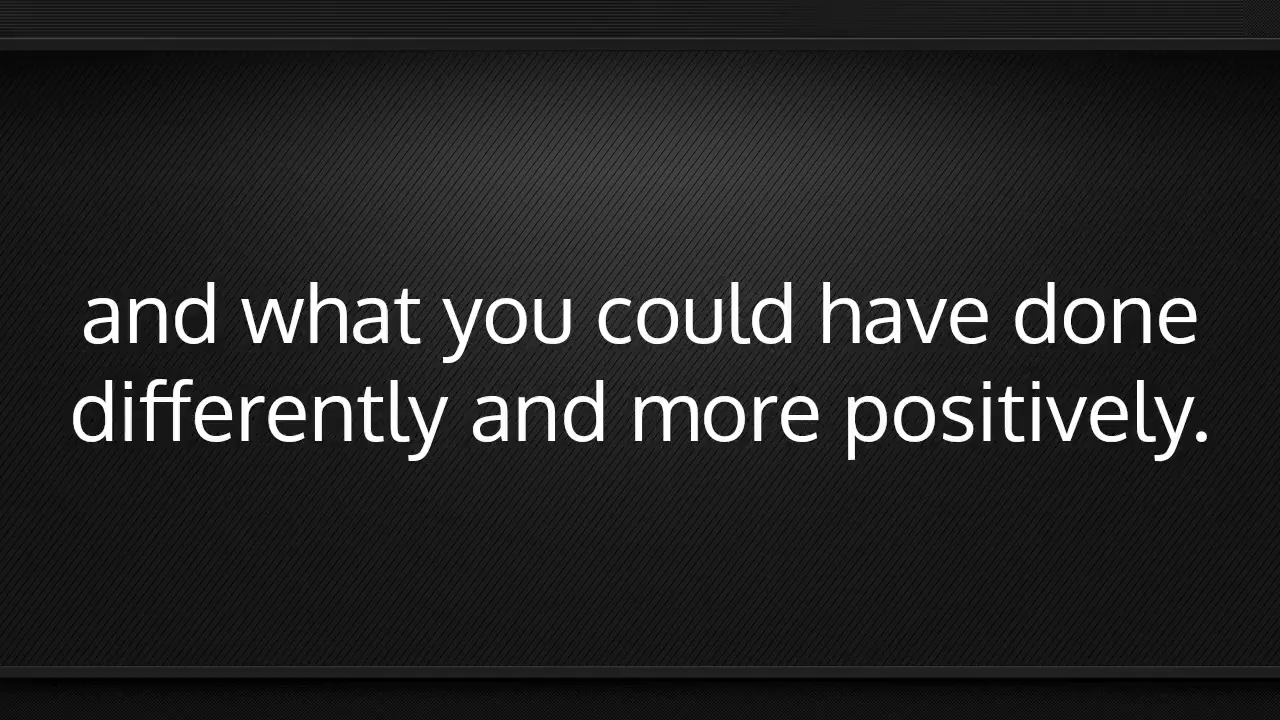 and what you could have done
differently and more positively.